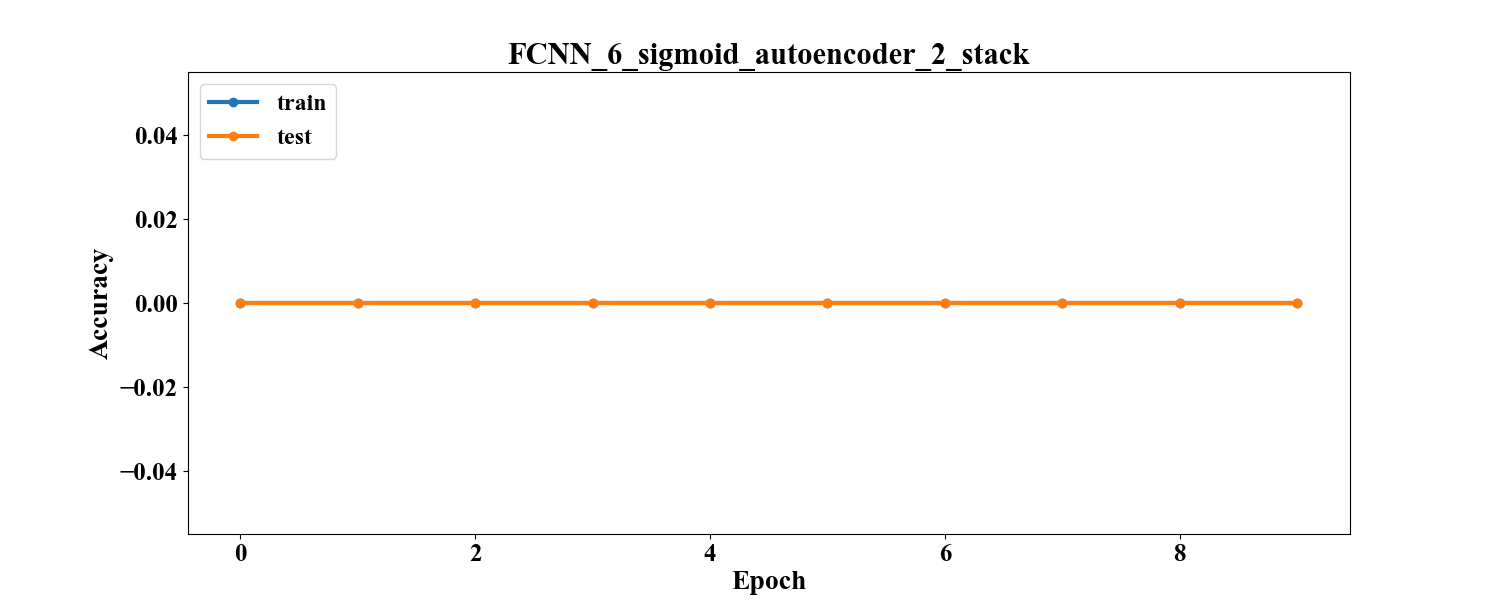 FCNN_6_sigmoid_autoencoder_2_stack
train
test
0.04
0.02
0.00
−0.02
−0.04
Accuracy
0 2 4 6 8
Epoch